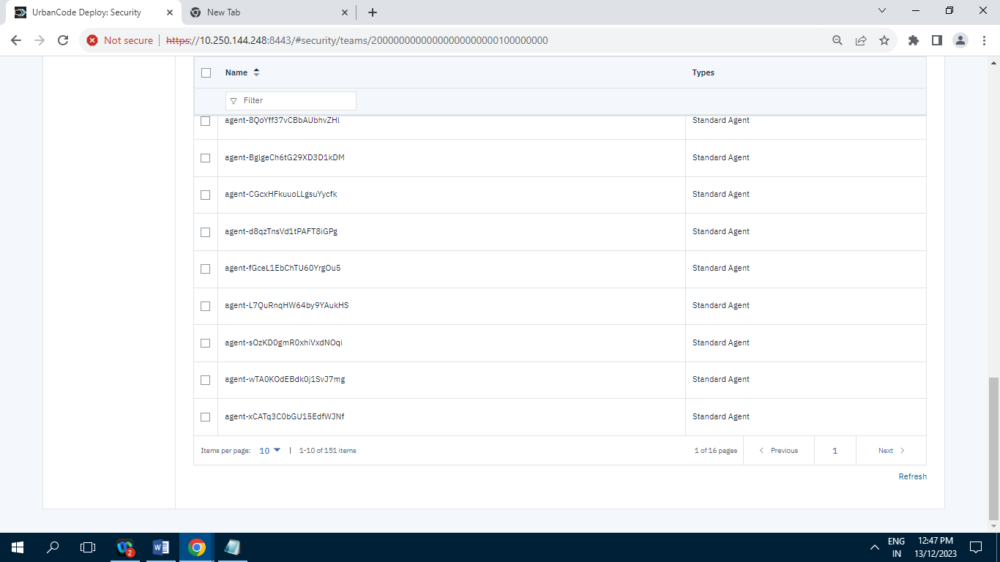 UrbanCode Deploy: Security
New Tab
Not secure https://10.250.144.248:8443/#security/teams/20000000000000000000000100000000
Name Types
Filter
agent-8QoYff37vCBbAUbhvZHl Standard Agent
agent-BglgeCh6tG29XD3D1kDM Standard Agent
agent-CGcxHFkuuoLLgsuYycfk Standard Agent
agent-d8qzTnsVd1tPAFT8iGPg Standard Agent
agent-fGceL1EbChTU60YrgOu5 Standard Agent
agent-L7QuRnqHW64by9YAukHS Standard Agent
agent-sOzKD0gmR0xhiVxdNOqi Standard Agent
agent-wTA0KOdEBdk0j1SvJ7mg Standard Agent
agent-xCATq3C0bGU15EdfWJNf Standard Agent
Items per page: 10 | 1-10 of 151 items 1 of 16 pages Previous 1 Next
Refresh
2
ENG
IN
12:47 PM
13/12/2023